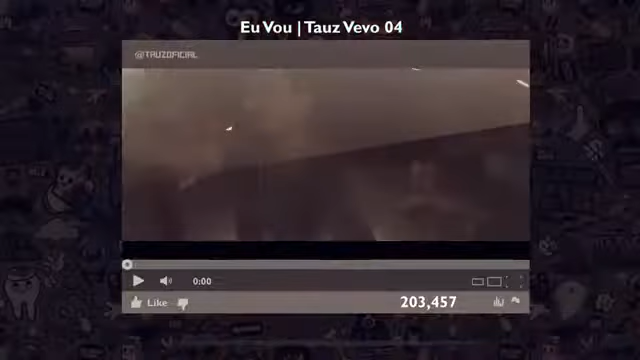 Eu Vou | Tauz Vevo 04
@TAUZOFICIAL
0:00
Like
203,457